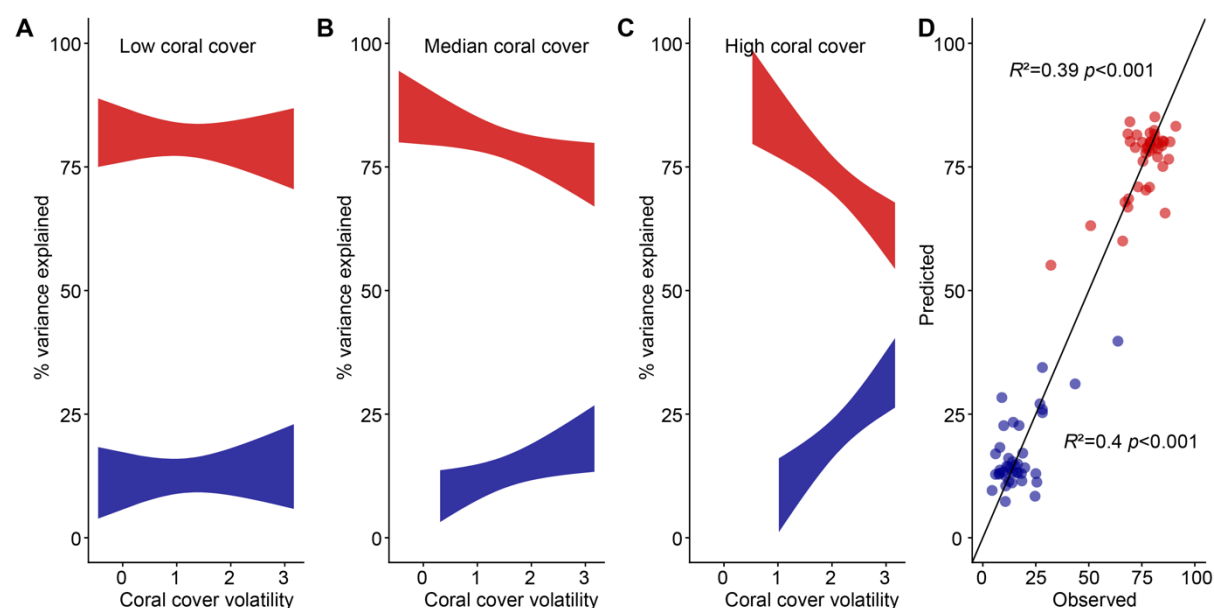 A
Low coral cover
100
75
50
25
0
% variance explained
0 1 2 3
Coral cover volatility
B
Median coral cover
100
75
50
25
0
% variance explained
0 1 2 3
Coral cover volatility
C
High coral cover
100
75
50
25
0
% variance explained
0 1 2 3
Coral cover volatility
D
R²=0.39 p<0.001
R²=0.4 p<0.001
100
75
50
25
0
Predicted
0 25 50 75 100
Observed